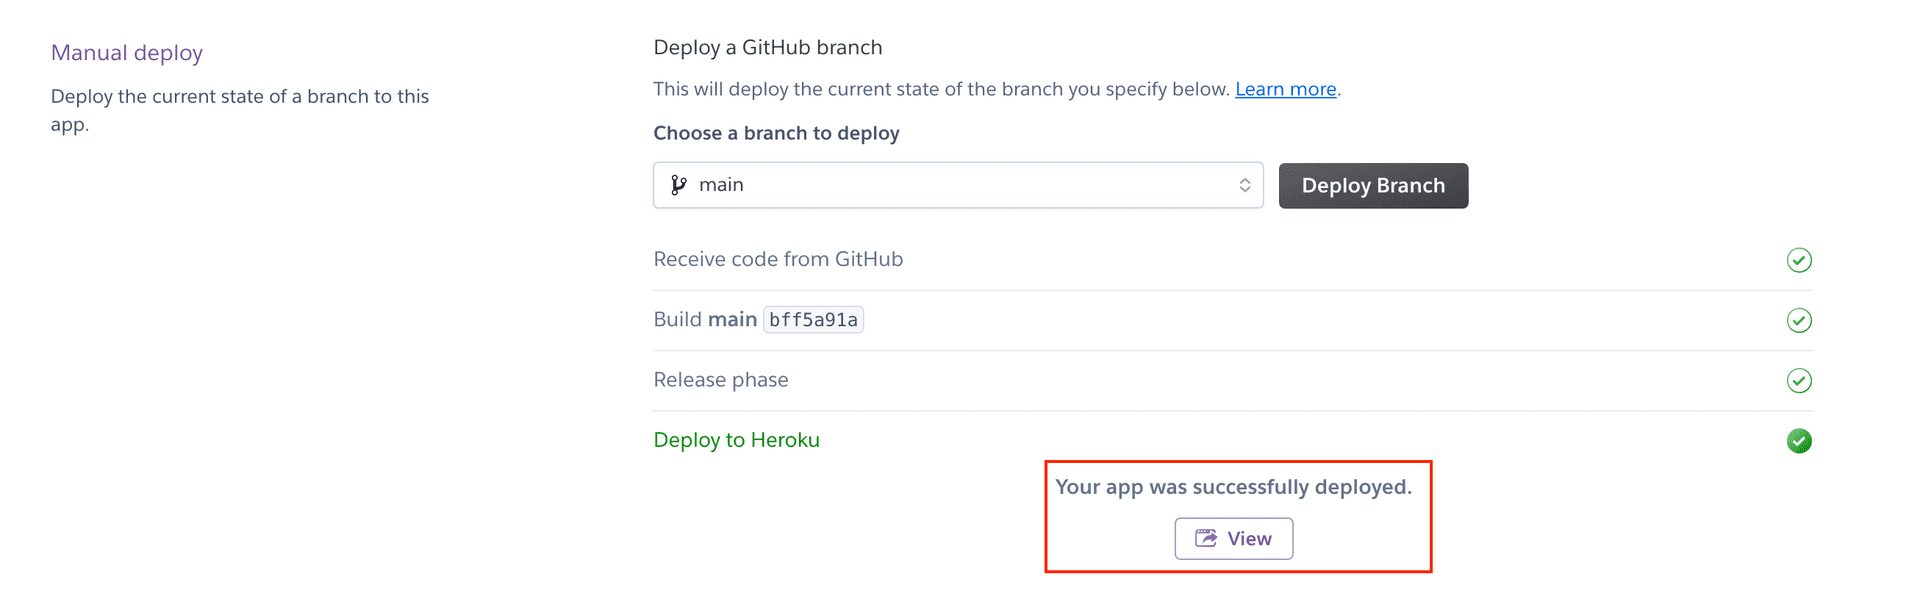 Manual deploy
Deploy the current state of a branch to this
app.
Deploy a GitHub branch
This will deploy the current state of the branch you specify below. Learn more.
Choose a branch to deploy
main
Deploy Branch
Receive code from GitHub
Build main bff5a91a
Release phase
Deploy to Heroku
Your app was successfully deployed.
View